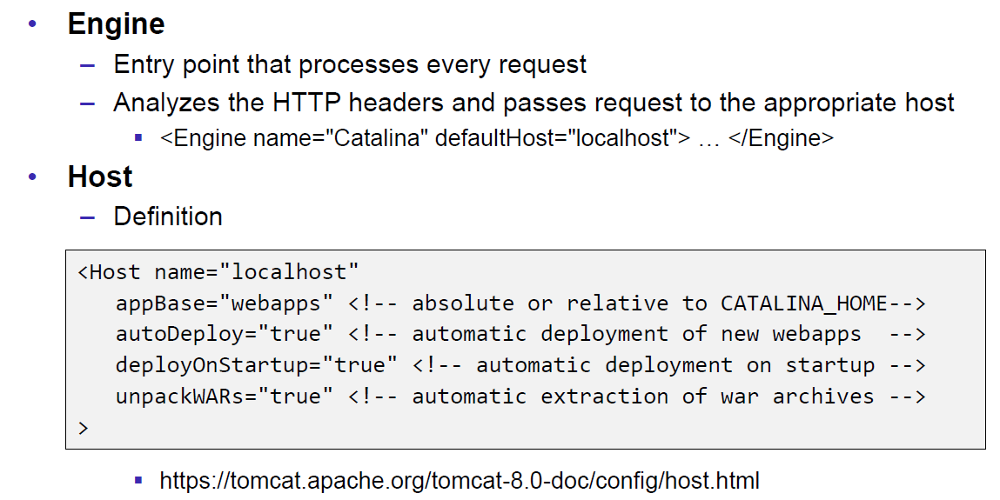 • Engine
– Entry point that processes every request
– Analyzes the HTTP headers and passes request to the appropriate host
▪ <Engine name="Catalina" defaultHost="localhost"> … </Engine>
• Host
– Definition
<Host name="localhost"
appBase="webapps" <!-- absolute or relative to CATALINA_HOME-->
autoDeploy="true" <!-- automatic deployment of new webapps -->
deployOnStartup="true" <!-- automatic deployment on startup -->
unpackWARs="true" <!-- automatic extraction of war archives -->
>
▪ https://tomcat.apache.org/tomcat-8.0-doc/config/host.html